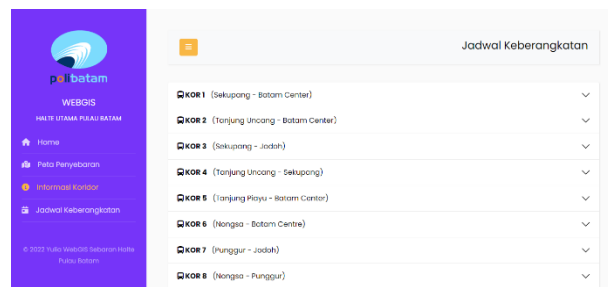 polibatam
WEBGIS
HALTE UTAMA PULAU BATAM
Home
Peta Penyebaran
Informasi Koridor
Jadwal Keberangkatan
© 2022 Yulia WebGIS Sebaran Halte
Pulau Batam
Jadwal Keberangkatan
KOR 1 (Sekupang - Batam Center)
KOR 2 (Tanjung Uncang - Batam Center)
KOR 3 (Sekupang - Jodoh)
KOR 4 (Tanjung Uncang - Sekupang)
KOR 5 (Tanjung Piayu - Batam Center)
KOR 6 (Nongsa - Batam Centre)
KOR 7 (Punggur - Jodoh)
KOR 8 (Nongsa - Punggur)